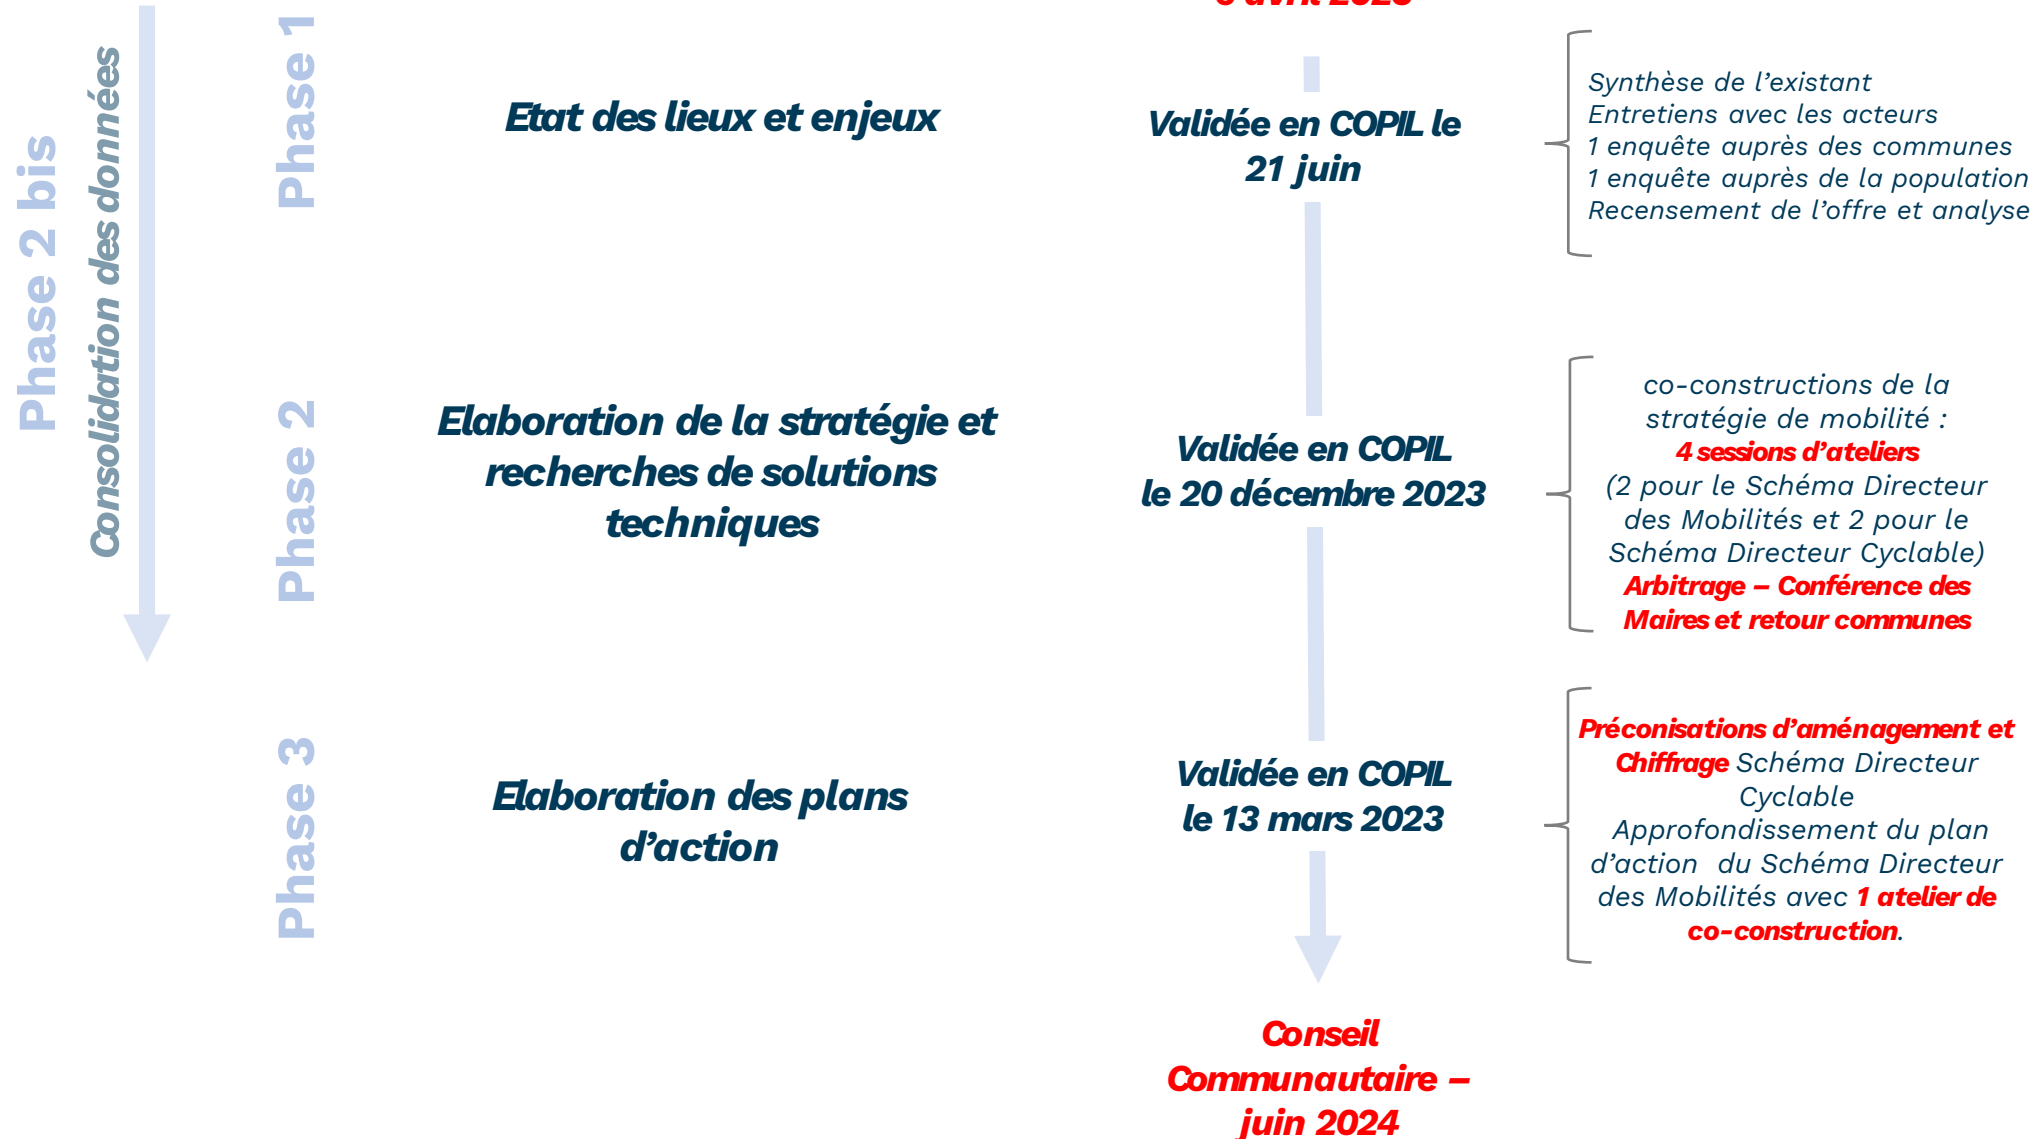 Phase 2 bis
Consolidation des données
avril 2023
Phase 1
Etat des lieux et enjeux
Validée en COPIL le
21 juin
Synthèse de l’existant
Entretiens avec les acteurs
1 enquête auprès des communes
1 enquête auprès de la population
Recensement de l’offre et analyse
Phase 2
Elaboration de la stratégie et
recherches de solutions
techniques
Validée en COPIL
le 20 décembre 2023
co-constructions de la
stratégie de mobilité :
4 sessions d’ateliers
(2 pour le Schéma Directeur
des Mobilités et 2 pour le
Schéma Directeur Cyclable)
Arbitrage – Conférence des
Maires et retour communes
Phase 3
Elaboration des plans
d’action
Validée en COPIL
le 13 mars 2023
Préconisations d’aménagement et
Chiffrage Schéma Directeur
Cyclable
Approfondissement du plan
d’action du Schéma Directeur
des Mobilités avec 1 atelier de
co-construction.
Conseil
Communautaire –
juin 2024